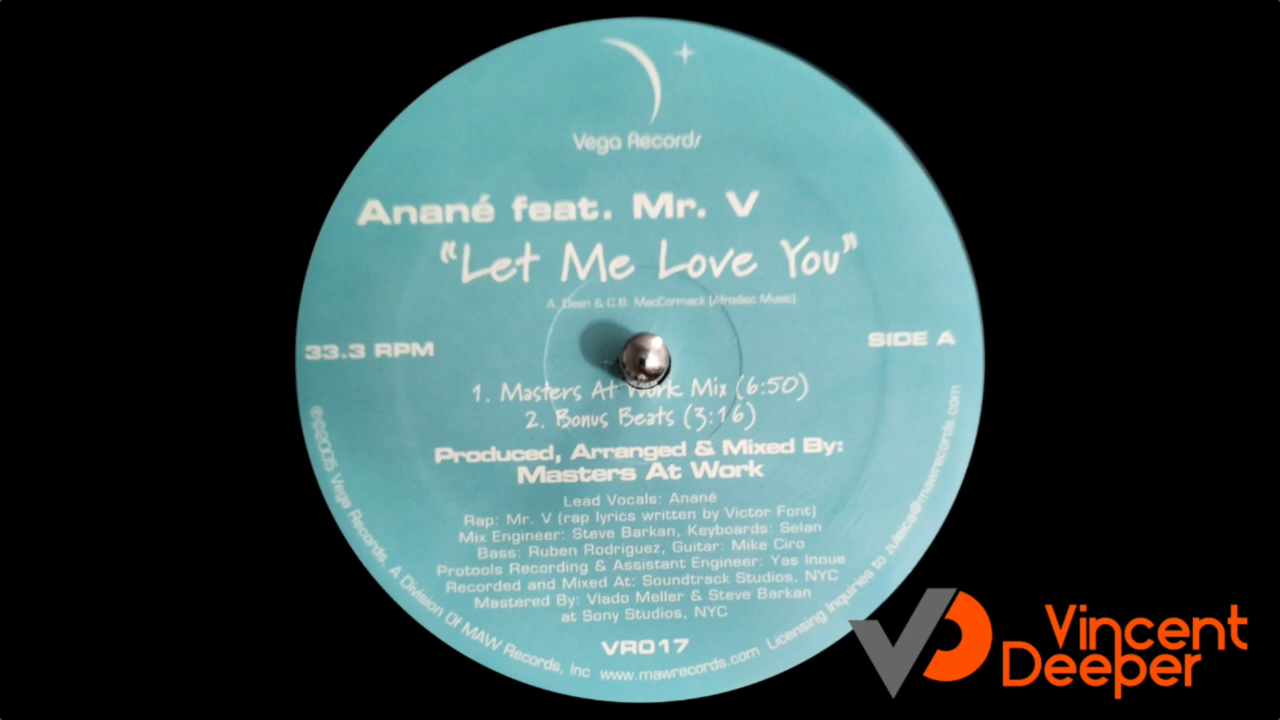 Vega Records
Anané feat. Mr. V
“Let Me Love You”
A. Deen & C.B. MacCormack (Afrodisc Music)
33.3 RPM
SIDE A
1. Masters At Work Mix (6:50)
2. Bonus Beats (3:16)
Produced, Arranged & Mixed By:
Masters At Work
Lead Vocals: Anané
Rap: Mr. V (rap lyrics written by Victor Font)
Mix Engineer: Steve Barkan, Keyboards: Selan
Bass: Ruben Rodriguez, Guitar: Mike Ciro
Protools Recording & Assistant Engineer: Yas Inoue
Recorded and Mixed At: Soundtrack Studios, NYC
Mastered By: Vlado Meller & Steve Barkan
at Sony Studios, NYC
VR017
℗©2005 Vega Records, A Division Of MAW Records, Inc www.mawrecords.com Licensing Inquiries to zuleica@mawrecords.com
Vincent
Deeper